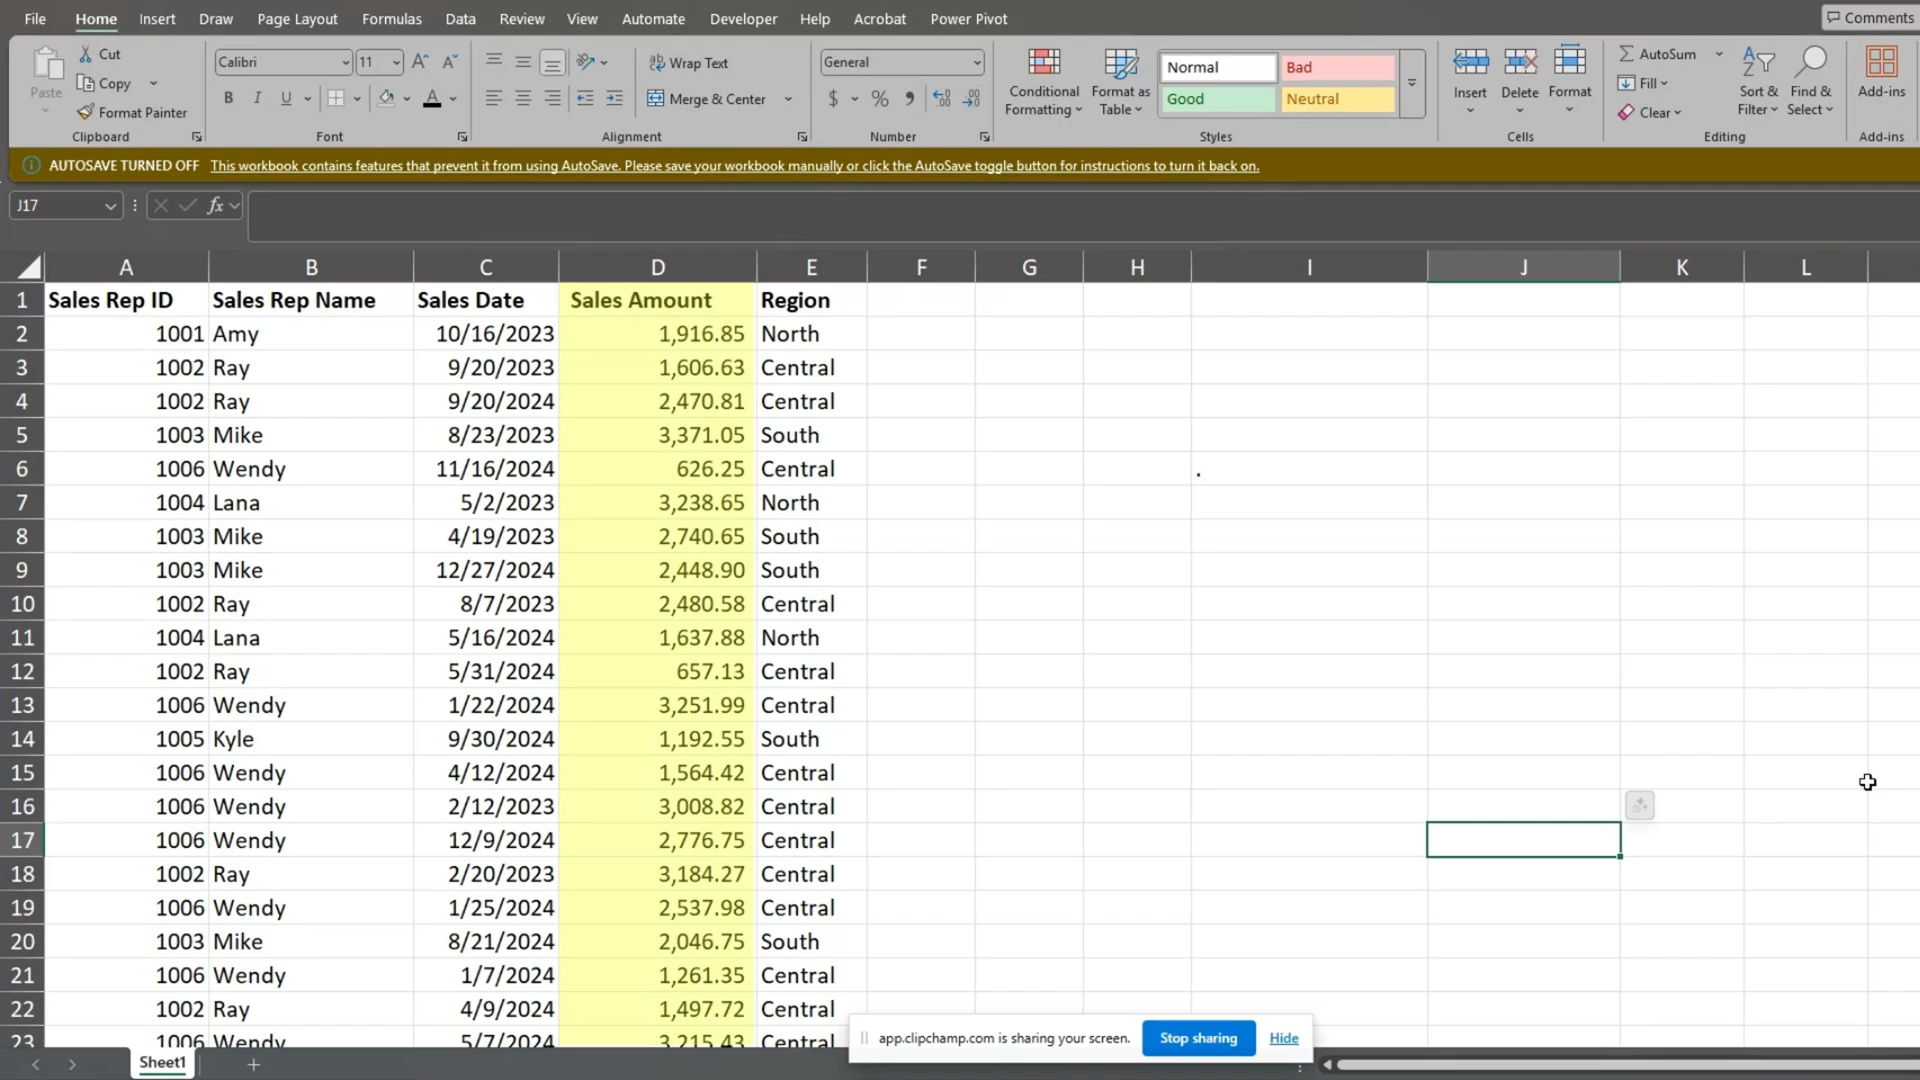 File Home Insert Draw Page Layout Formulas Data Review View Automate Developer Help Acrobat Power Pivot Comments
Paste Cut Copy Format Painter Clipboard
Calibri 11 B I U A Font
Wrap Text Merge & Center Alignment
General $ % Number
Conditional Formatting Format as Table Normal Bad Good Neutral Styles
Insert Delete Format Cells
AutoSum Fill Clear Sort & Filter Find & Select Editing
Add-ins Add-ins
AUTOSAVE TURNED OFF This workbook contains features that prevent it from using AutoSave. Please save your workbook manually or click the AutoSave toggle button for instructions to turn it back on.
J17 fx
A B C D E F G H I J K L
1 Sales Rep ID Sales Rep Name Sales Date Sales Amount Region
2 1001 Amy 10/16/2023 1,916.85 North
3 1002 Ray 9/20/2023 1,606.63 Central
4 1002 Ray 9/20/2024 2,470.81 Central
5 1003 Mike 8/23/2023 3,371.05 South
6 1006 Wendy 11/16/2024 626.25 Central .
7 1004 Lana 5/2/2023 3,238.65 North
8 1003 Mike 4/19/2023 2,740.65 South
9 1003 Mike 12/27/2024 2,448.90 South
10 1002 Ray 8/7/2023 2,480.58 Central
11 1004 Lana 5/16/2024 1,637.88 North
12 1002 Ray 5/31/2024 657.13 Central
13 1006 Wendy 1/22/2024 3,251.99 Central
14 1005 Kyle 9/30/2024 1,192.55 South
15 1006 Wendy 4/12/2024 1,564.42 Central
16 1006 Wendy 2/12/2023 3,008.82 Central
17 1006 Wendy 12/9/2024 2,776.75 Central
18 1002 Ray 2/20/2023 3,184.27 Central
19 1006 Wendy 1/25/2024 2,537.98 Central
20 1003 Mike 8/21/2024 2,046.75 South
21 1006 Wendy 1/7/2024 1,261.35 Central
22 1002 Ray 4/9/2024 1,497.72 Central
23 1006 Wendy 5/7/2024 3,215.43 Central
app.clipchamp.com is sharing your screen. Stop sharing Hide
Sheet1